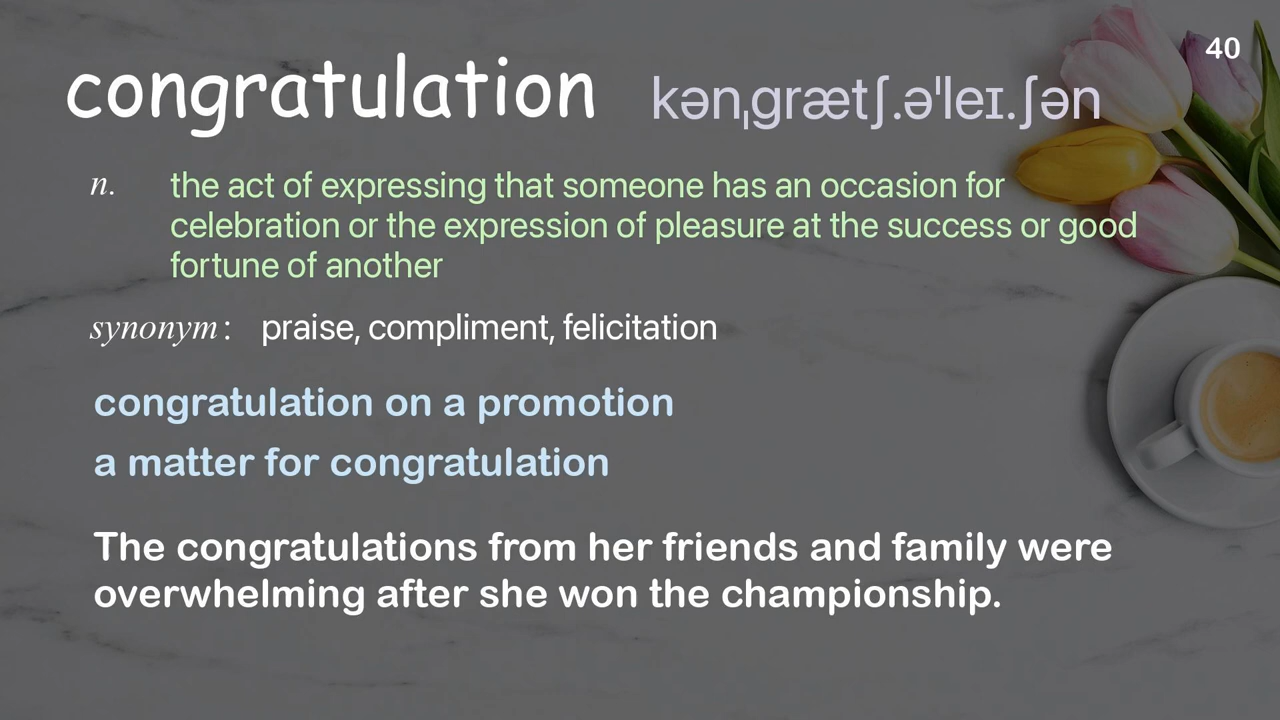 40
congratulation kənˌɡrætʃ.əˈleɪ.ʃən
n. the act of expressing that someone has an occasion for
celebration or the expression of pleasure at the success or good
fortune of another
synonym: praise, compliment, felicitation
congratulation on a promotion
a matter for congratulation
The congratulations from her friends and family were
overwhelming after she won the championship.